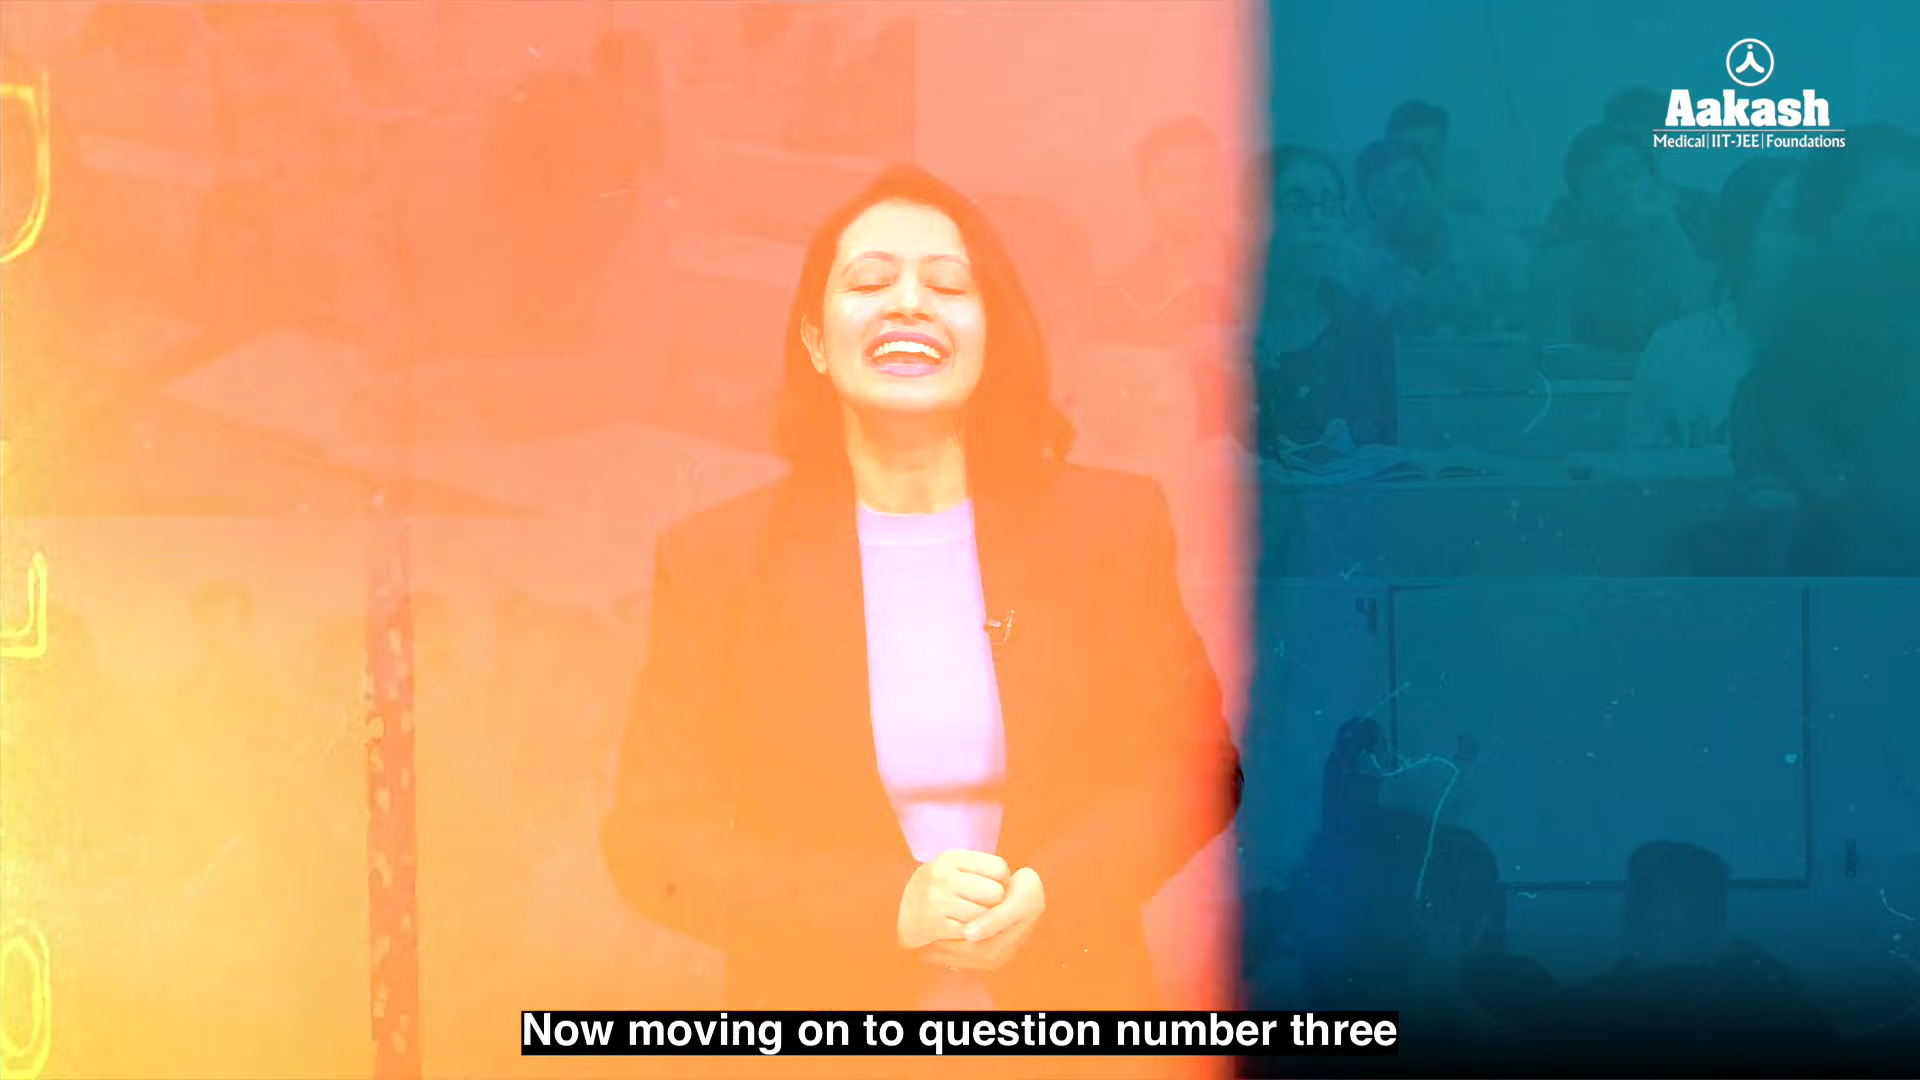 Aakash
Medical|IIT-JEE|Foundations
Now moving on to question number three